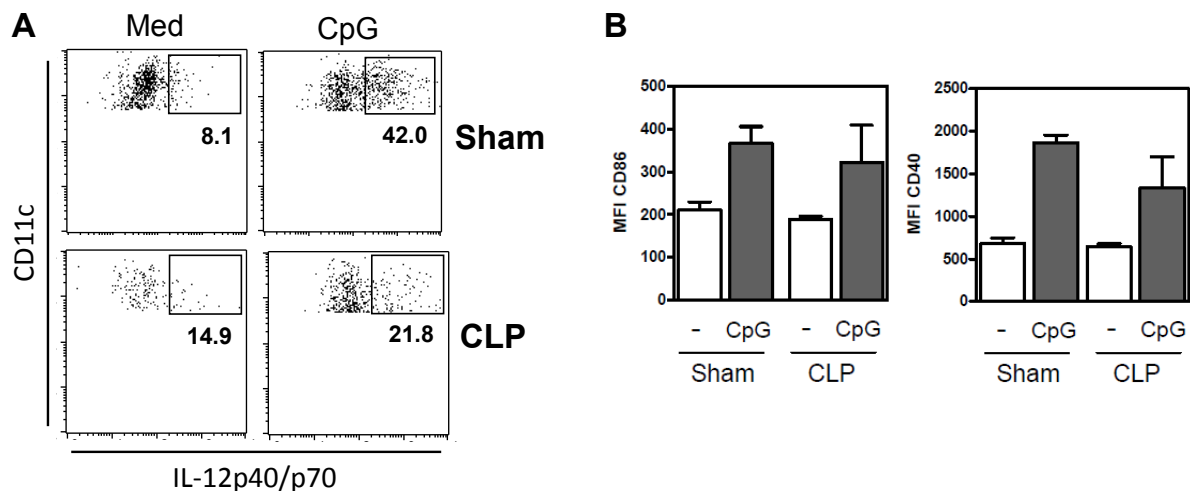 A
Med
CpG
8.1
42.0
Sham
14.9
21.8
CLP
CD11c
IL-12p40/p70
B
MFI CD86
500
400
300
200
100
0
- CpG - CpG
Sham CLP
MFI CD40
2500
2000
1500
1000
500
0
- CpG - CpG
Sham CLP